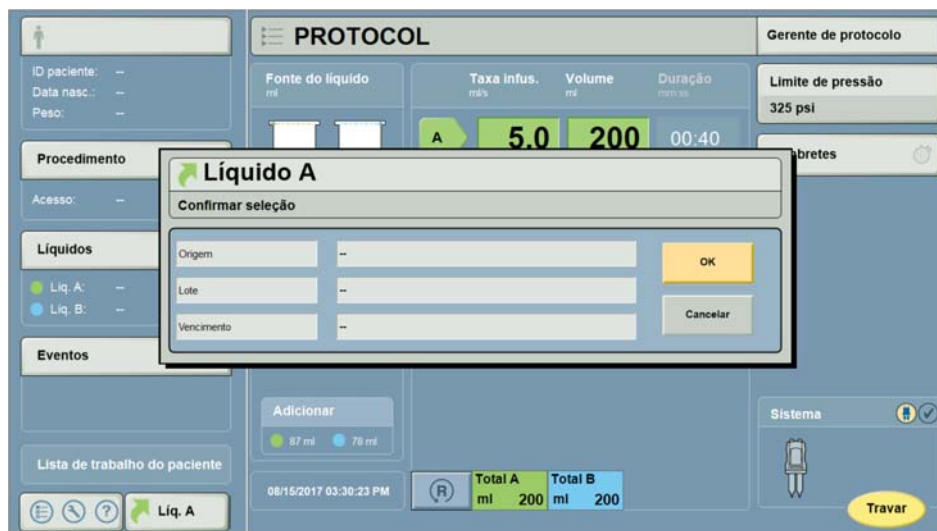 PROTOCOL
Gerente de protocolo
ID paciente: --
Data nasc.: --
Peso: --
Fonte do líquido
ml
Taxa infus.
ml/s
Volume
ml
Duração
mm:ss
Limite de pressão
325 psi
A
5.0
200
00:40
Procedimento
Acesso: --
Líquido A
Confirmar seleção
Origem
--
OK
Lote
--
Vencimento
--
Cancelar
Líquidos
Líq. A: --
Líq. B: --
Eventos
Adicionar
87 ml
78 ml
Sistema
Lista de trabalho do paciente
08/15/2017 03:30:23 PM
R
Total A
ml 200
Total B
ml 200
?
Líq. A
Travar